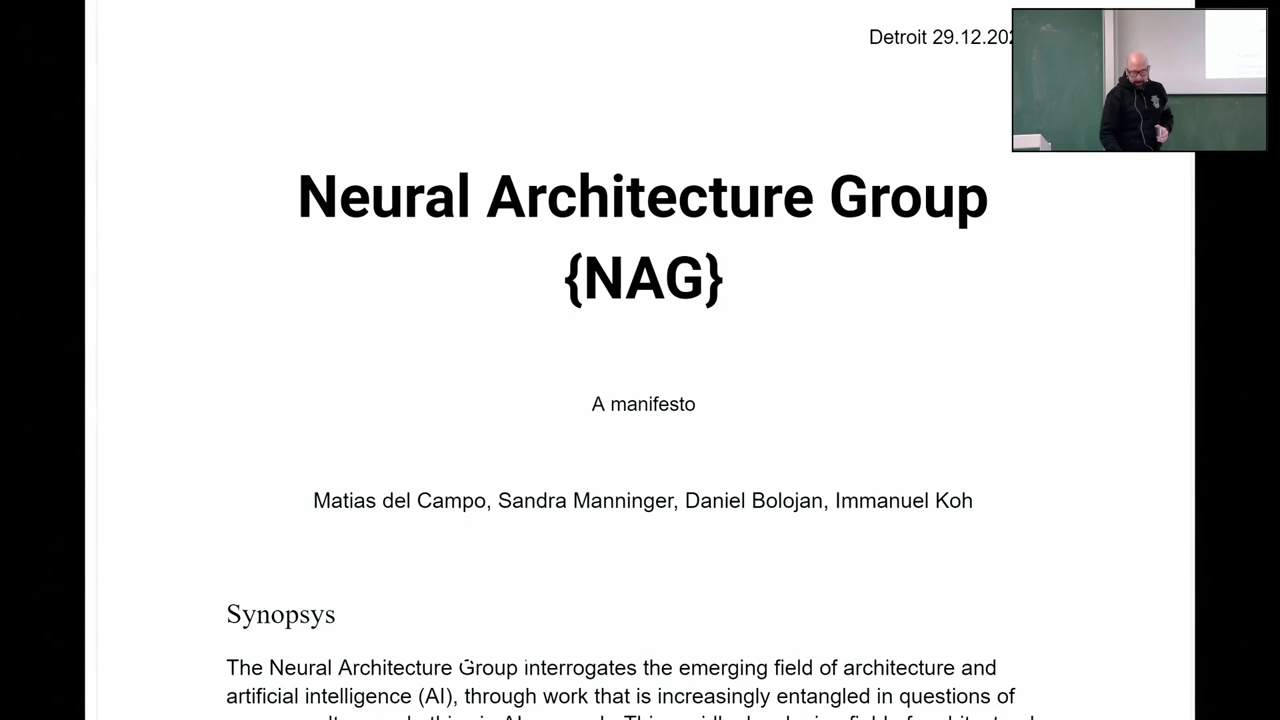 Detroit 29.12.202
Neural Architecture Group
{NAG}
A manifesto
Matias del Campo, Sandra Manninger, Daniel Bolojan, Immanuel Koh
Synopsys
The Neural Architecture Group interrogates the emerging field of architecture and
artificial intelligence (AI), through work that is increasingly entangled in questions of